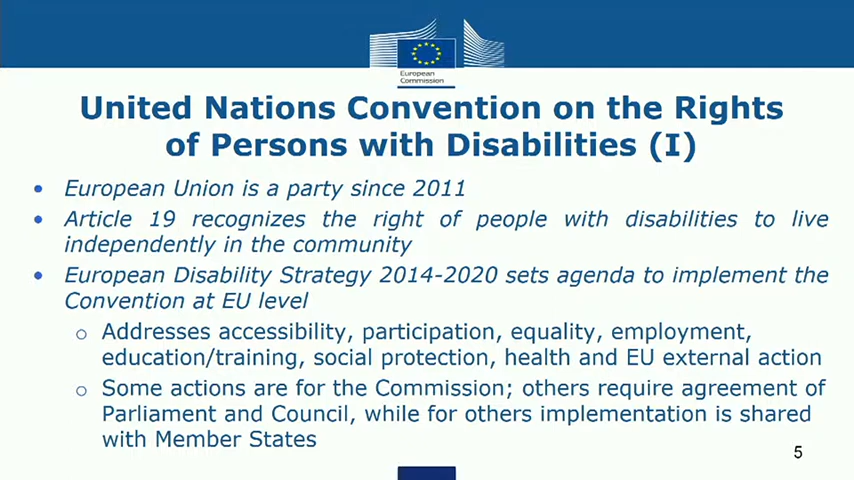 European
Commission
United Nations Convention on the Rights
of Persons with Disabilities (I)
• European Union is a party since 2011
• Article 19 recognizes the right of people with disabilities to live
independently in the community
• European Disability Strategy 2014-2020 sets agenda to implement the
Convention at EU level
o Addresses accessibility, participation, equality, employment,
education/training, social protection, health and EU external action
o Some actions are for the Commission; others require agreement of
Parliament and Council, while for others implementation is shared
with Member States
5